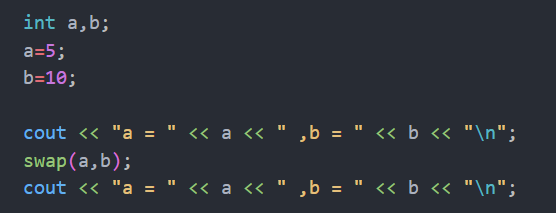 int a,b;
a=5;
b=10;
cout << "a = " << a << " ,b = " << b << "\n";
swap(a,b);
cout << "a = " << a << " ,b = " << b << "\n";